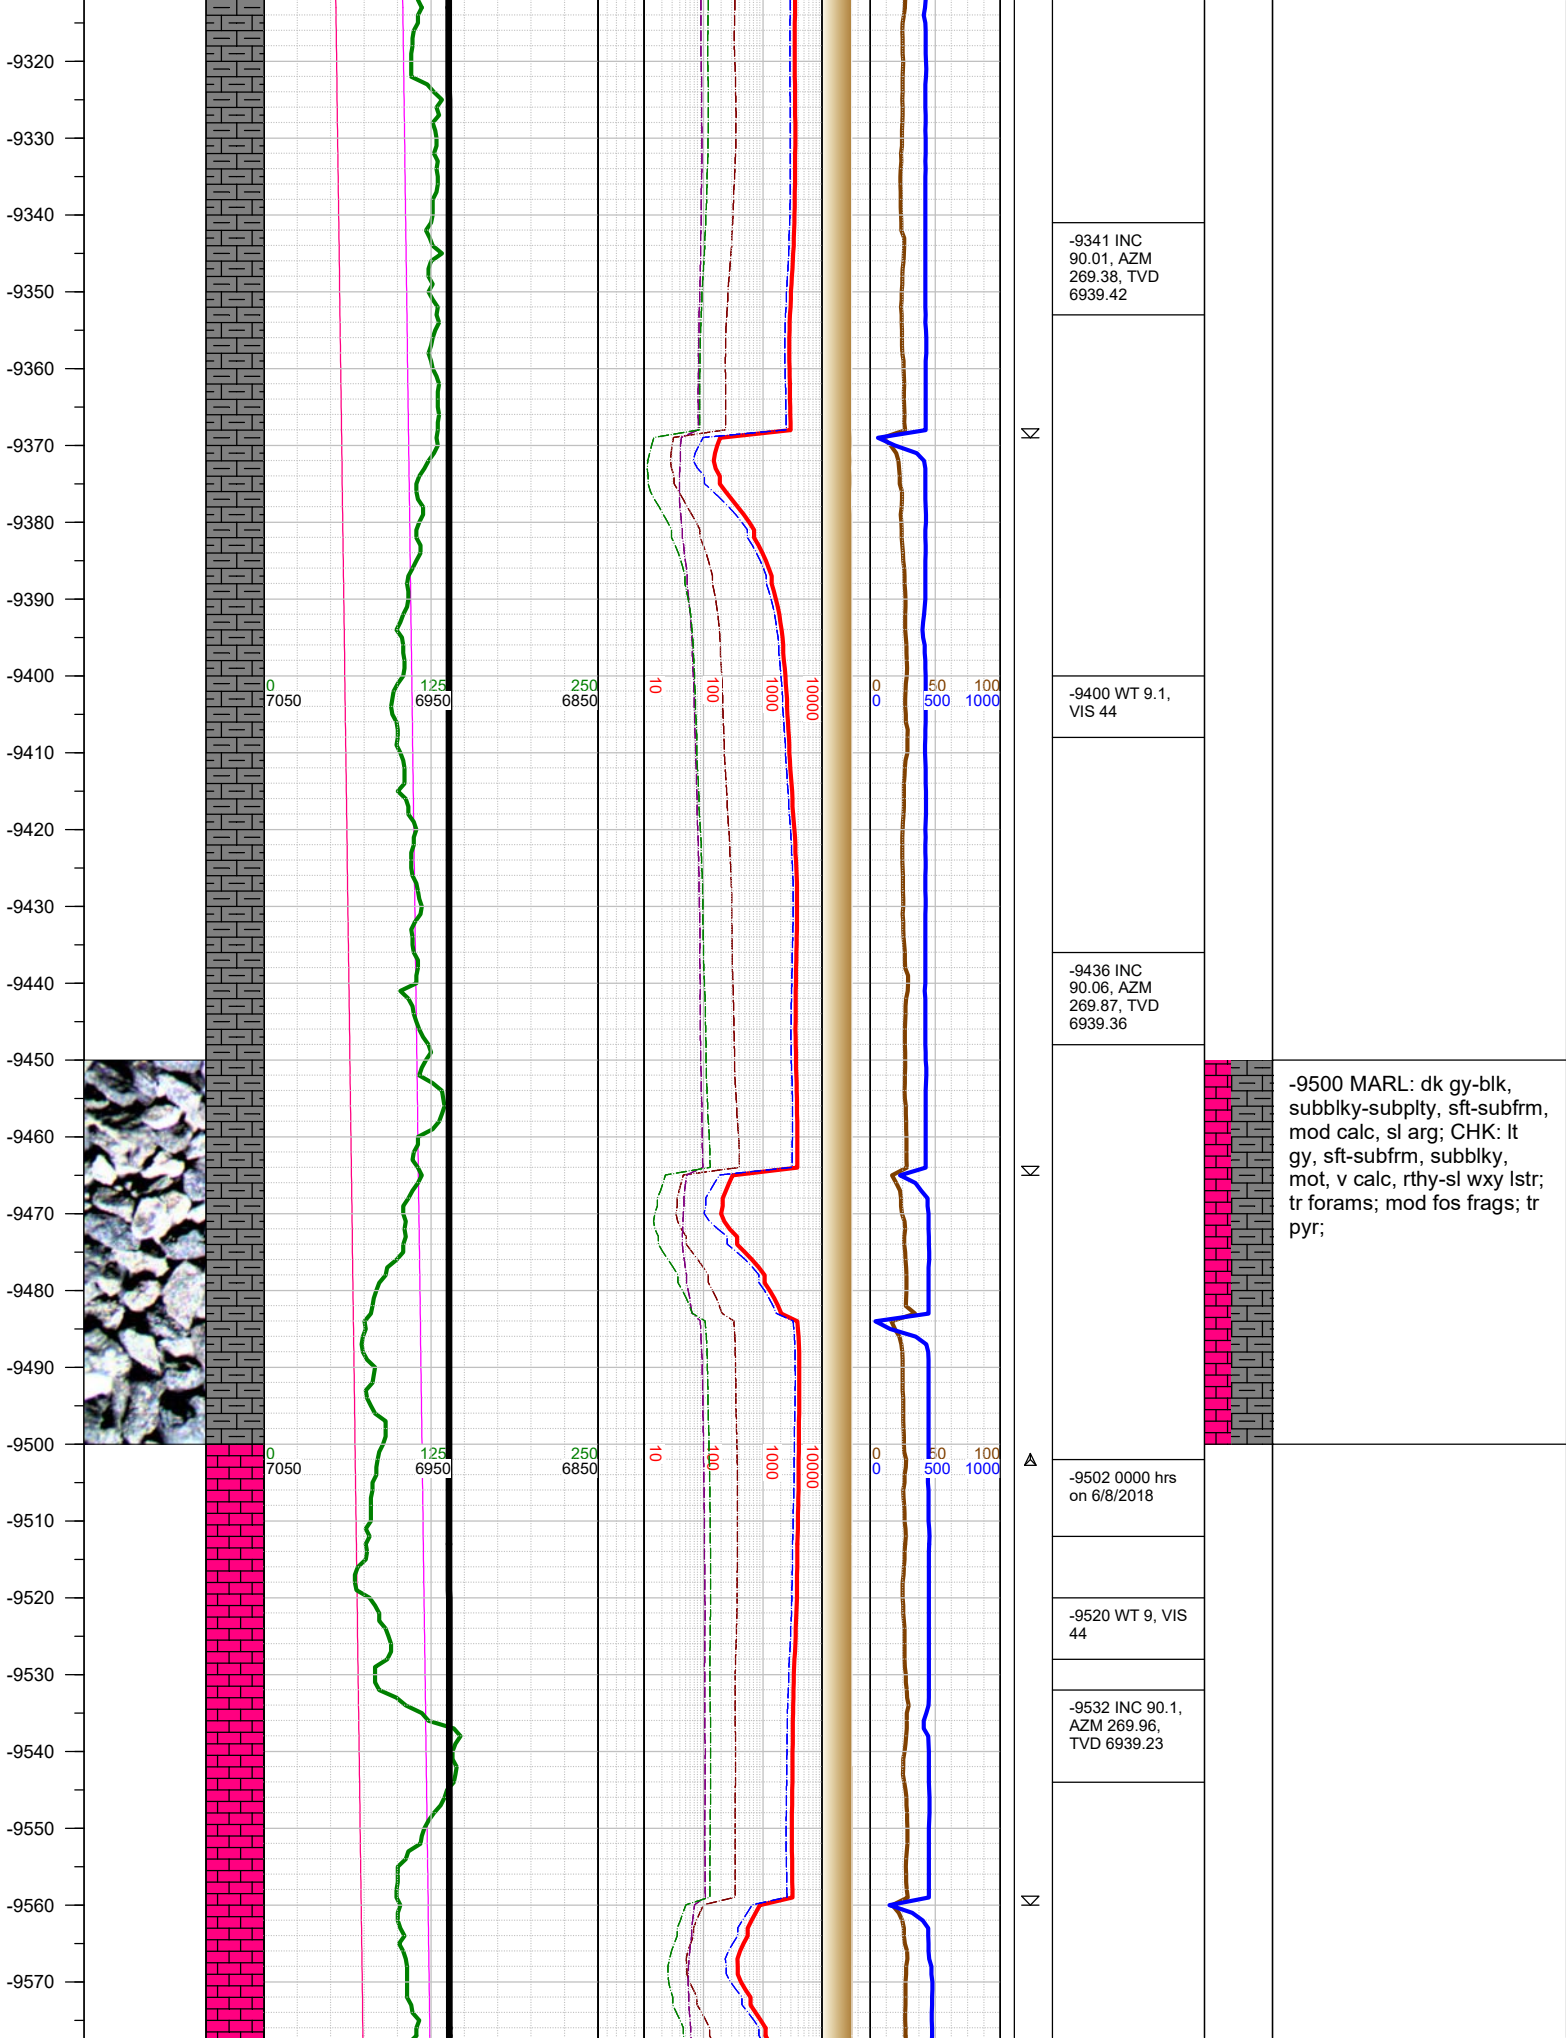 -9320
-9330
-9340
-9341 INC
90.01, AZM
269.38, TVD
6939.42
-9350
-9360
-9370
-9380
-9390
-9400
0 125 250
7050 6950 6850
10 100 1000 10000
0 50 100
0 500 1000
-9400 WT 9.1,
VIS 44
-9410
-9420
-9430
-9440
-9436 INC
90.06, AZM
269.87, TVD
6939.36
-9450
-9460
-9470
-9480
-9490
-9500 MARL: dk gy-blk,
subblky-subplty, sft-subfrm,
mod calc, sl arg; CHK: lt
gy, sft-subfrm, subblky,
mot, v calc, rthy-sl wxy lstr;
tr forams; mod fos frags; tr
pyr;
-9500
0 125 250
7050 6950 6850
10 100 1000 10000
0 50 100
0 500 1000
-9502 0000 hrs
on 6/8/2018
-9510
-9520
-9520 WT 9, VIS
44
-9530
-9532 INC 90.1,
AZM 269.96,
TVD 6939.23
-9540
-9550
-9560
-9570